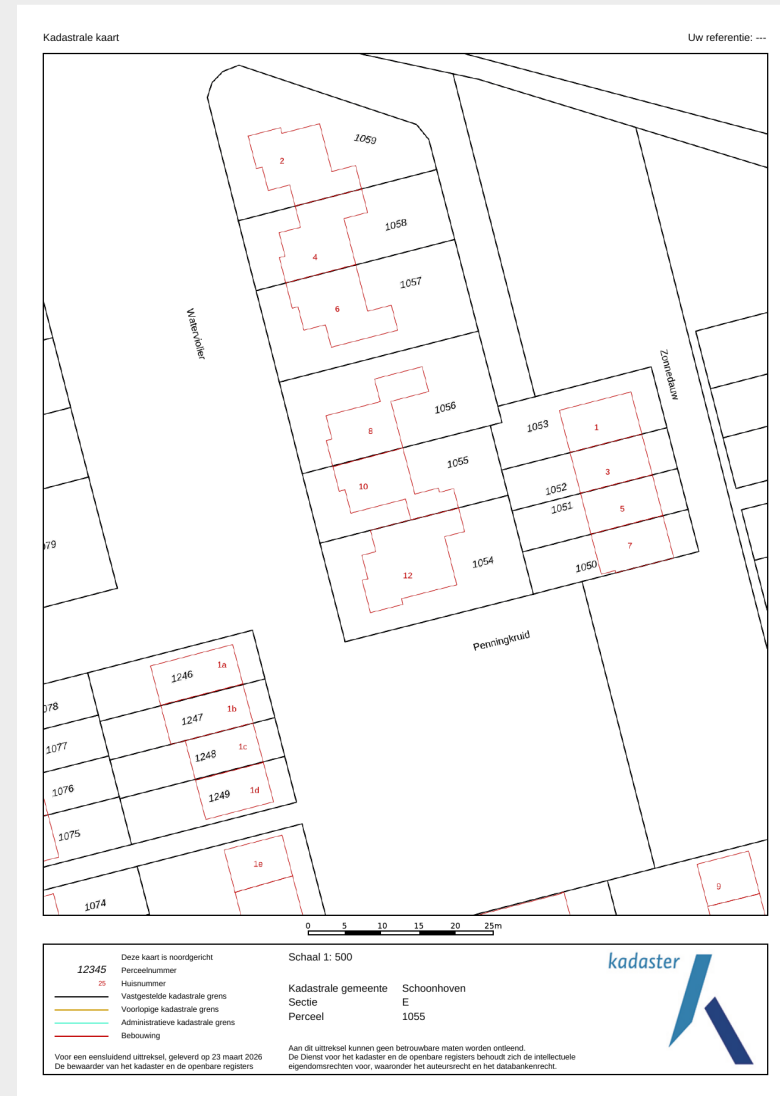 Kadastrale kaart
Uw referentie: ---
1059
2
1058
4
1057
6
Waterviolier
Zonnedauw
1056
8
1053
1
1055
10
3
1052
1051
5
7
1054
12
1050
979
Penningkruid
1246
1a
1247
1b
1248
1c
1249
1d
078
1077
1076
1075
1074
1e
9
0 5 10 15 20 25m
Deze kaart is noordgericht
12345 Perceelnummer
25 Huisnummer
Vastgestelde kadastrale grens
Voorlopige kadastrale grens
Administratieve kadastrale grens
Bebouwing
Voor een eensluidend uittreksel, geleverd op 23 maart 2026
De bewaarder van het kadaster en de openbare registers
Schaal 1: 500
Kadastrale gemeente Schoonhoven
Sectie E
Perceel 1055
Aan dit uittreksel kunnen geen betrouwbare maten worden ontleend.
De Dienst voor het kadaster en de openbare registers behoudt zich de intellectuele
eigendomsrechten voor, waaronder het auteursrecht en het databankenrecht.
kadaster